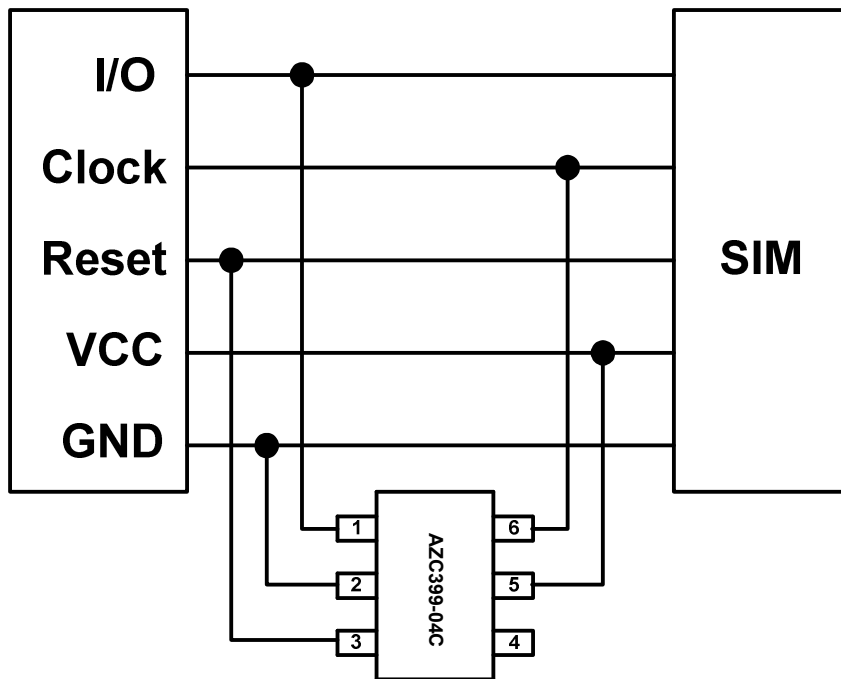 I/O
Clock
Reset
VCC
GND
SIM
AZC399-04C
1
2
3
6
5
4